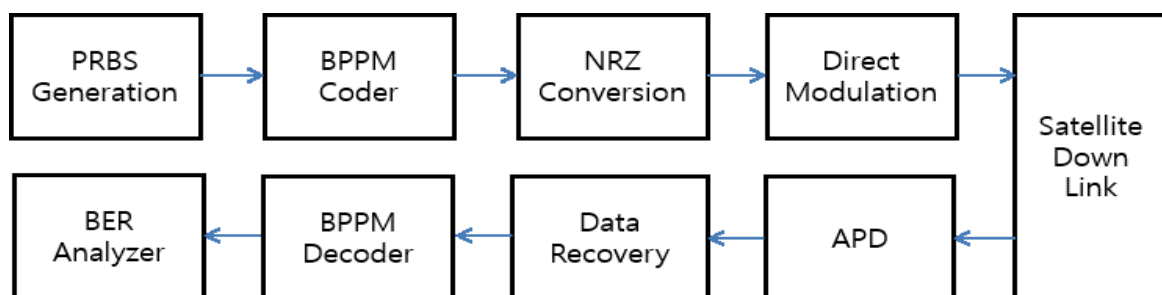 PRBS
Generation
BPPM
Coder
NRZ
Conversion
Direct
Modulation
Satellite
Down
Link
BER
Analyzer
BPPM
Decoder
Data
Recovery
APD